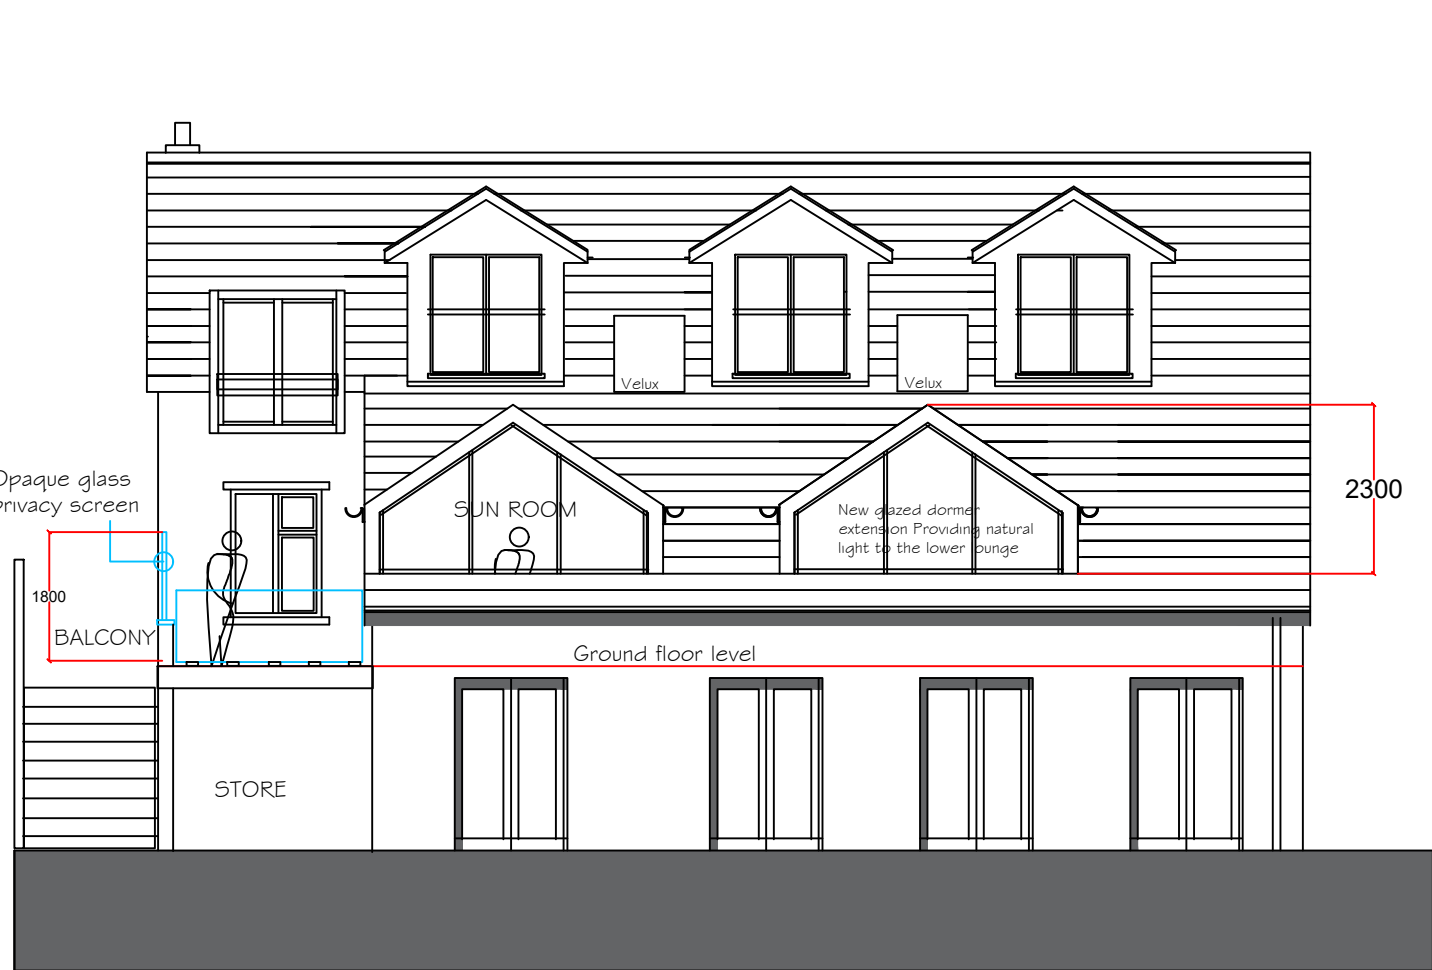 Velux
Velux
Opaque glass
privacy screen
2300
SUN ROOM
New glazed dormer
extension Providing natural
light to the lower lounge
1800
BALCONY
Ground floor level
STORE